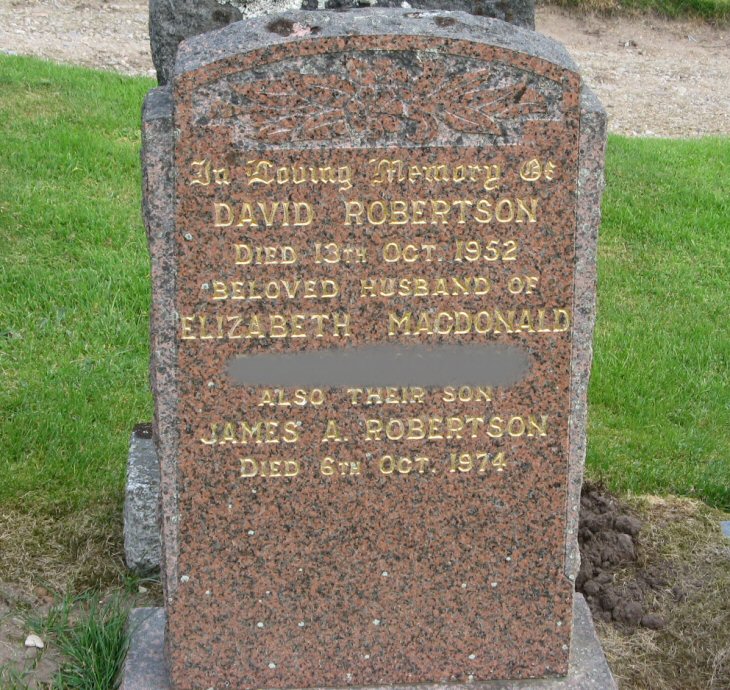 In Loving Memory Of
DAVID ROBERTSON
DIED 13TH OCT. 1952
BELOVED HUSBAND OF
ELIZABETH MACDONALD
ALSO THEIR SON
JAMES A. ROBERTSON
DIED 6TH OCT. 1974